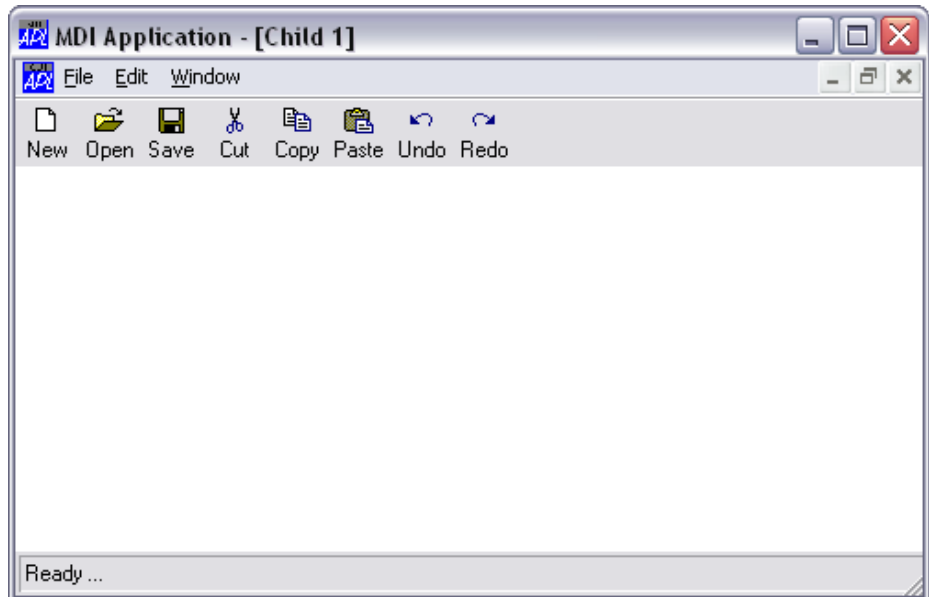 MDI Application - [Child 1]
File Edit Window
New Open Save Cut Copy Paste Undo Redo
Ready ...